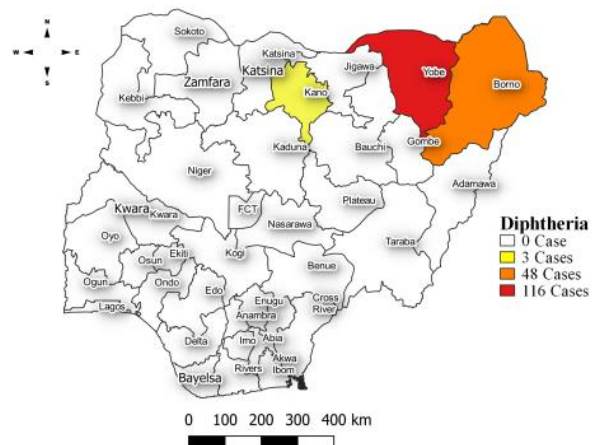 N
W E
S
Sokoto
Katsina
Katsina
Jigawa
Yobe
Borno
Zamfara
Kebbi
Kano
Gombe
Kaduna
Bauchi
Niger
Adamawa
Plateau
Kwara
Kwara
FCT
Nasarawa
Taraba
Oyo
Osun
Ekiti
Kogi
Benue
Ogun
Ondo
Edo
Lagos
Enugu
Anambra
Cross
River
Delta
Imo
Abia
Akwa
Ibom
Rivers
Bayelsa
Diphtheria
0 Case
3 Cases
48 Cases
116 Cases
0 100 200 300 400 km